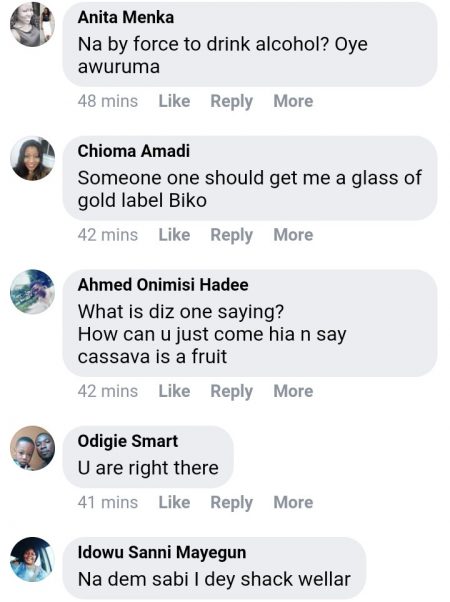 Anita Menka
Na by force to drink alcohol? Oye
awuruma
48 mins Like Reply More
Chioma Amadi
Someone one should get me a glass of
gold label Biko
42 mins Like Reply More
Ahmed Onimisi Hadee
What is diz one saying?
How can u just come hia n say
cassava is a fruit
42 mins Like Reply More
Odigie Smart
U are right there
41 mins Like Reply More
Idowu Sanni Mayegun
Na dem sabi I dey shack wellar